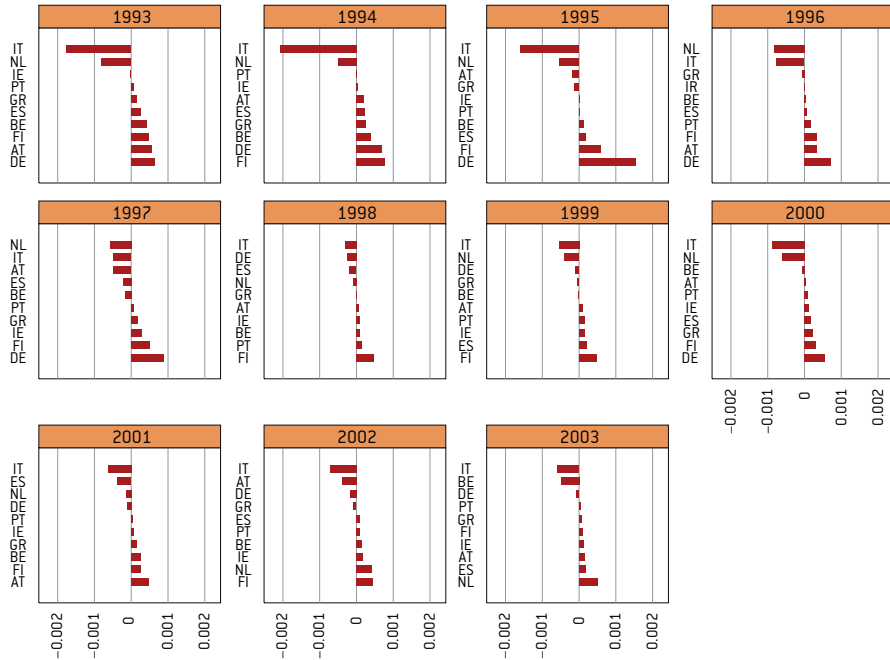 1993
IT
NL
IE
PT
GR
ES
BE
FI
AT
DE
1994
IT
NL
PT
IE
AT
ES
GR
BE
DE
FI
1995
IT
NL
AT
GR
IE
PT
BE
ES
FI
DE
1996
NL
IT
GR
IR
BE
ES
PT
FI
AT
DE
1997
NL
IT
AT
ES
BE
PT
GR
IE
FI
DE
1998
IT
DE
ES
NL
GR
AT
IE
BE
PT
FI
1999
IT
NL
DE
GR
BE
AT
PT
IE
ES
FI
2000
IT
NL
BE
AT
PT
IE
ES
GR
FI
DE
-0.002
-0.001
0
0.001
0.002
2001
IT
ES
NL
DE
PT
IE
GR
BE
FI
AT
-0.002
-0.001
0
0.001
0.002
2002
IT
AT
DE
GR
ES
PT
BE
IE
NL
FI
-0.002
-0.001
0
0.001
0.002
2003
IT
BE
DE
PT
GR
FI
IE
AT
ES
NL
-0.002
-0.001
0
0.001
0.002